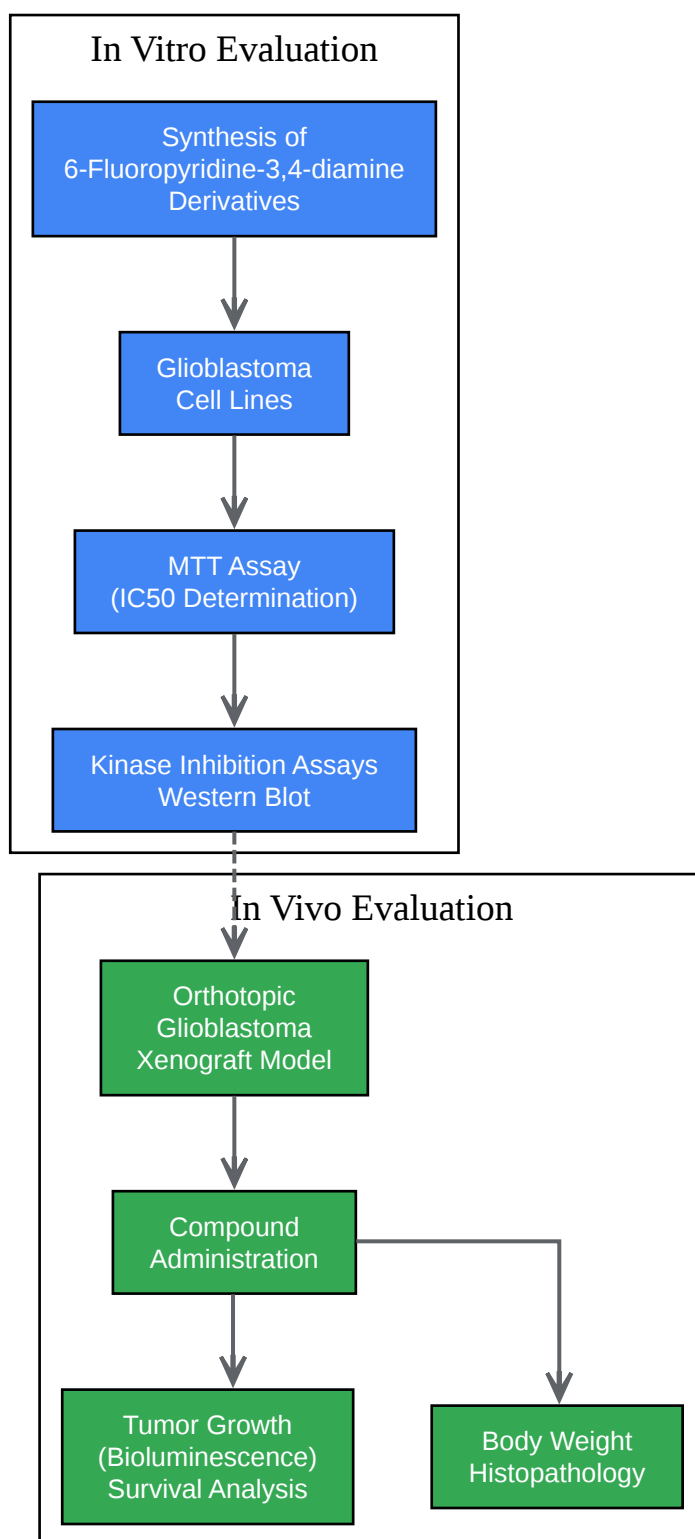 In Vitro Evaluation
Synthesis of
6-Fluoropyridine-3,4-diamine
Derivatives
Glioblastoma
Cell Lines
MTT Assay
(IC50 Determination)
Kinase Inhibition Assays
Western Blot
In Vivo Evaluation
Orthotopic
Glioblastoma
Xenograft Model
Compound
Administration
Tumor Growth
(Bioluminescence)
Survival Analysis
Body Weight
Histopathology